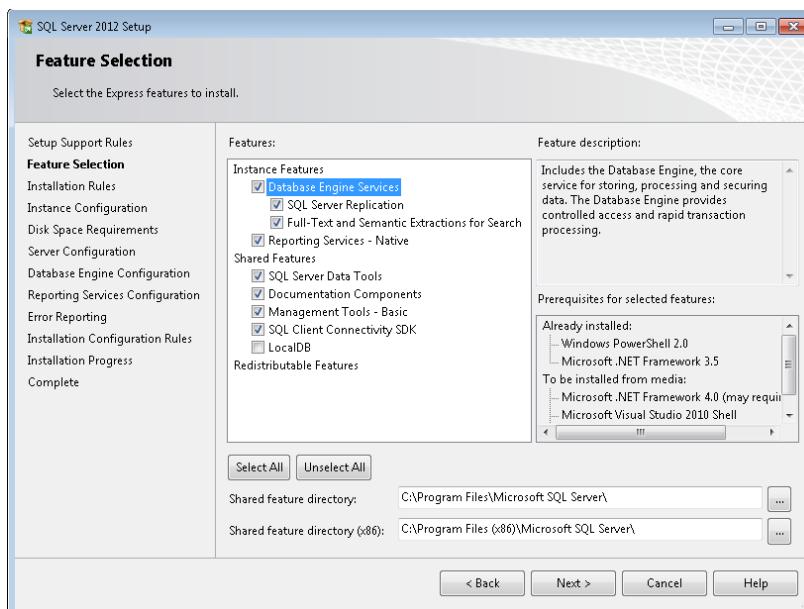 SQL Server 2012 Setup
Feature Selection
Select the Express features to install.
Setup Support Rules
Feature Selection
Installation Rules
Instance Configuration
Disk Space Requirements
Server Configuration
Database Engine Configuration
Reporting Services Configuration
Error Reporting
Installation Configuration Rules
Installation Progress
Complete
Features:
Instance Features
Database Engine Services
SQL Server Replication
Full-Text and Semantic Extractions for Search
Reporting Services - Native
Shared Features
SQL Server Data Tools
Documentation Components
Management Tools - Basic
SQL Client Connectivity SDK
LocalDB
Redistributable Features
Feature description:
Includes the Database Engine, the core
service for storing, processing and securing
data. The Database Engine provides
controlled access and rapid transaction
processing.
Prerequisites for selected features:
Already installed:
Windows PowerShell 2.0
Microsoft .NET Framework 3.5
To be installed from media:
Microsoft .NET Framework 4.0 (may requi
Microsoft Visual Studio 2010 Shell
Select All
Unselect All
Shared feature directory:
C:\Program Files\Microsoft SQL Server\
...
Shared feature directory (x86):
C:\Program Files (x86)\Microsoft SQL Server\
...
< Back
Next >
Cancel
Help